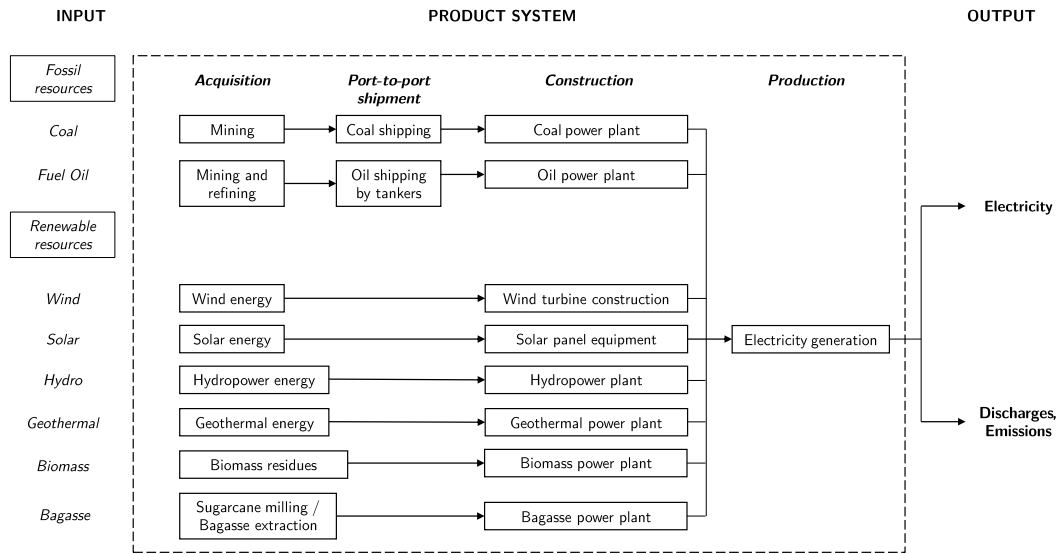 INPUT
PRODUCT SYSTEM
OUTPUT
Fossil
resources
Acquisition
Port-to-port
shipment
Construction
Production
Coal
Mining
Coal shipping
Coal power plant
Fuel Oil
Mining and
refining
Oil shipping
by tankers
Oil power plant
Electricity
Renewable
resources
Wind
Wind energy
Wind turbine construction
Solar
Solar energy
Solar panel equipment
Electricity generation
Hydro
Hydropower energy
Hydropower plant
Geothermal
Geothermal energy
Geothermal power plant
Discharges,
Emissions
Biomass
Biomass residues
Biomass power plant
Bagasse
Sugarcane milling /
Bagasse extraction
Bagasse power plant